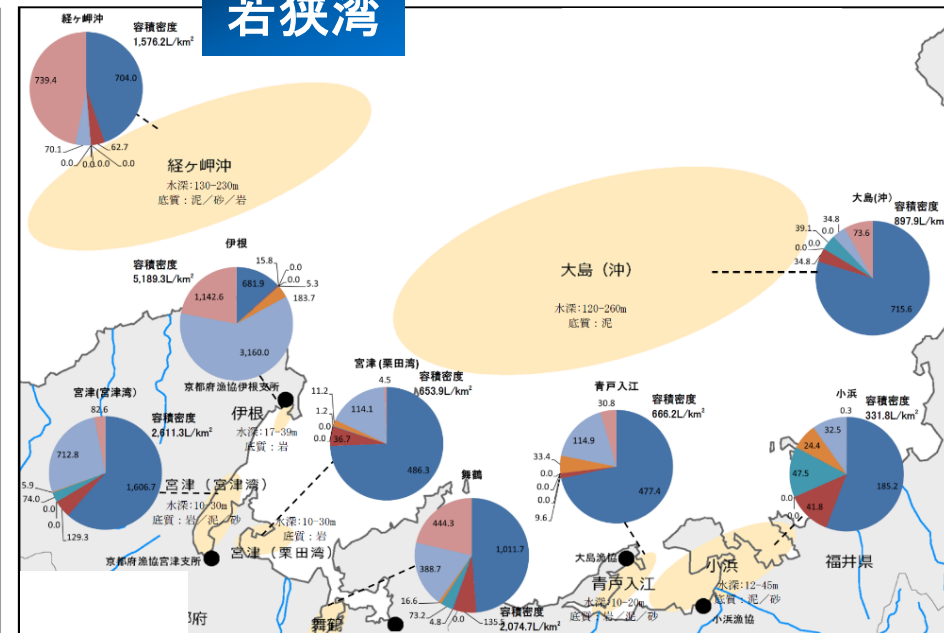 若狭湾
経ヶ岬沖
容積密度
1,576.2L/km²
739.4
704.0
70.1
62.7
0.0
0.0
0.0
0.0
経ヶ岬沖
水深:130-230m
底質：泥／砂／岩
大島(沖)
容積密度
897.9L/km²
34.8
39.1
0.0
73.6
0.0
0.0
34.8
715.6
大島（沖）
水深:120-260m
底質：泥
伊根
容積密度
5,189.3L/km²
15.8
0.0
0.0
5.3
681.9
183.7
1,142.6
3,160.0
京都府漁協伊根支所
伊根
水深:17-39m
底質：岩
宮津(栗田湾)
容積密度
653.9L/km²
4.5
11.2
1.2
0.0
0.0
114.1
36.7
486.3
宮津(宮津湾)
82.6
容積密度
2,611.3L/km²
712.8
1,606.7
5.9
74.0
0.0
0.0
129.3
宮津（宮津湾）
水深:10-30m
底質：岩／泥／砂
水深:10-30m
底質：岩
宮津（栗田湾）
京都府漁協宮津支所
舞鶴
444.3
1,011.7
388.7
16.6
73.2
4.8
0.0
135.5
容積密度
2,074.7L/km²
舞鶴
青戸入江
30.8
容積密度
666.2L/km²
114.9
33.4
0.0
0.0
0.0
9.6
477.4
大島漁協
青戸入江
水深:10-20m
底質：岩／泥／砂
小浜
0.3
容積密度
331.8L/km²
32.5
24.4
185.2
47.5
0.0
0.0
41.8
小浜
水深:12-45m
底質：泥／砂
小浜漁協
福井県
府